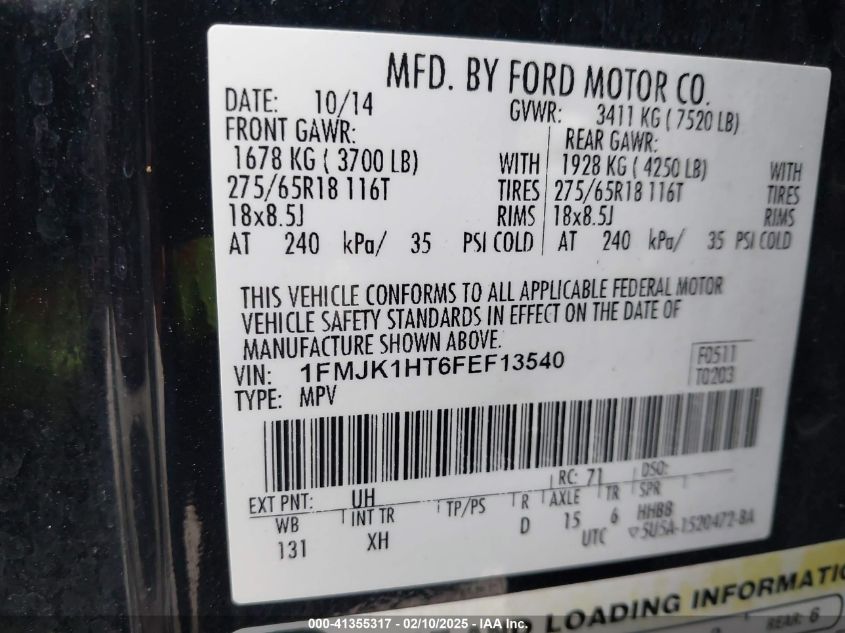 MFD. BY FORD MOTOR CO.
DATE: 10/14 GVWR: 3411 KG ( 7520 LB)
FRONT GAWR: REAR GAWR:
1678 KG ( 3700 LB) WITH 1928 KG ( 4250 LB) WITH
275/65R18 116T TIRES 275/65R18 116T TIRES
18x8.5J RIMS 18x8.5J RIMS
AT 240 kPa/ 35 PSI COLD AT 240 kPa/ 35 PSI COLD
THIS VEHICLE CONFORMS TO ALL APPLICABLE FEDERAL MOTOR
VEHICLE SAFETY STANDARDS IN EFFECT ON THE DATE OF
MANUFACTURE SHOWN ABOVE.
VIN: 1FMJK1HT6FEF13540 F0511
TYPE: MPV T0203
EXT PNT: UH RC: 71 DSO:
WB INT TR TP/PS R AXLE TR SPR
131 XH D 15 6 HHBB
UTC ▽5U5A-1520472-BA
LOADING INFORMATIO
REAR: 6
000-41355317 - 02/10/2025 - IAA Inc.